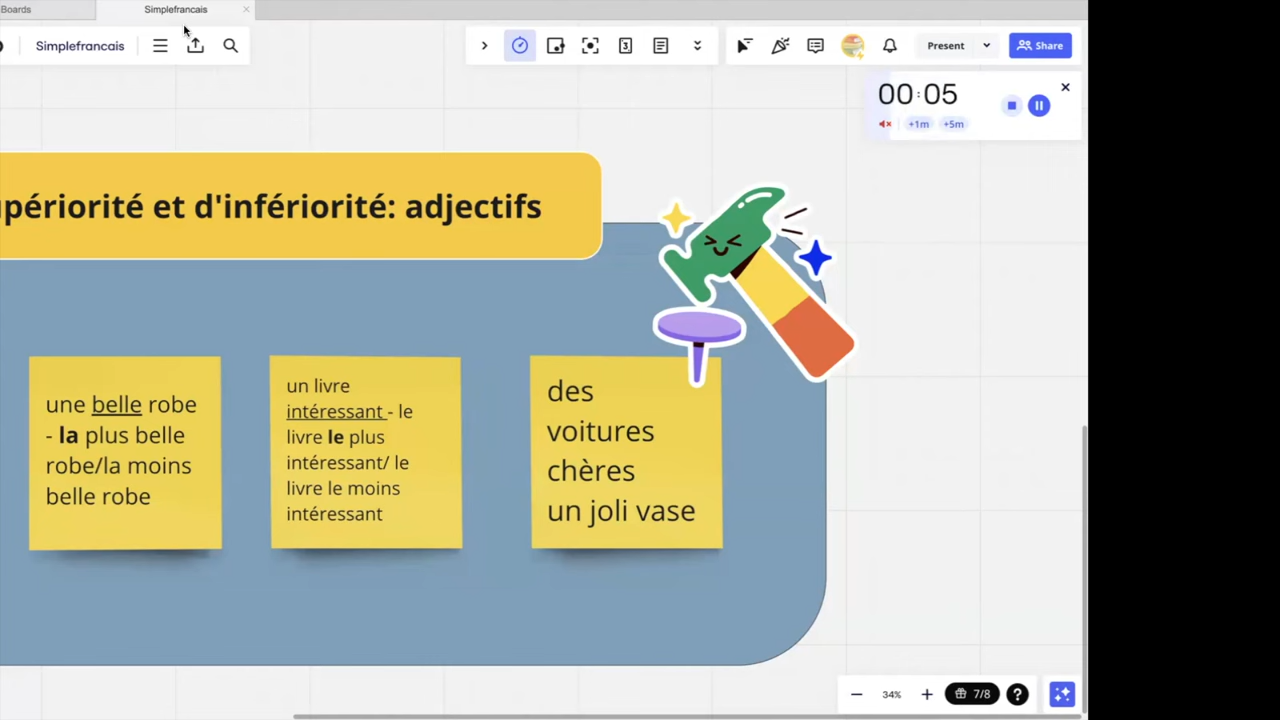 Boards
Simplefrancais
Simplefrancais
3
Present
Share
00:05
+1m
+5m
périorité et d'infériorité: adjectifs
une belle robe
- la plus belle
robe/la moins
belle robe
un livre
intéressant - le
livre le plus
intéressant/ le
livre le moins
intéressant
des
voitures
chères
un joli vase
34%
7/8
?